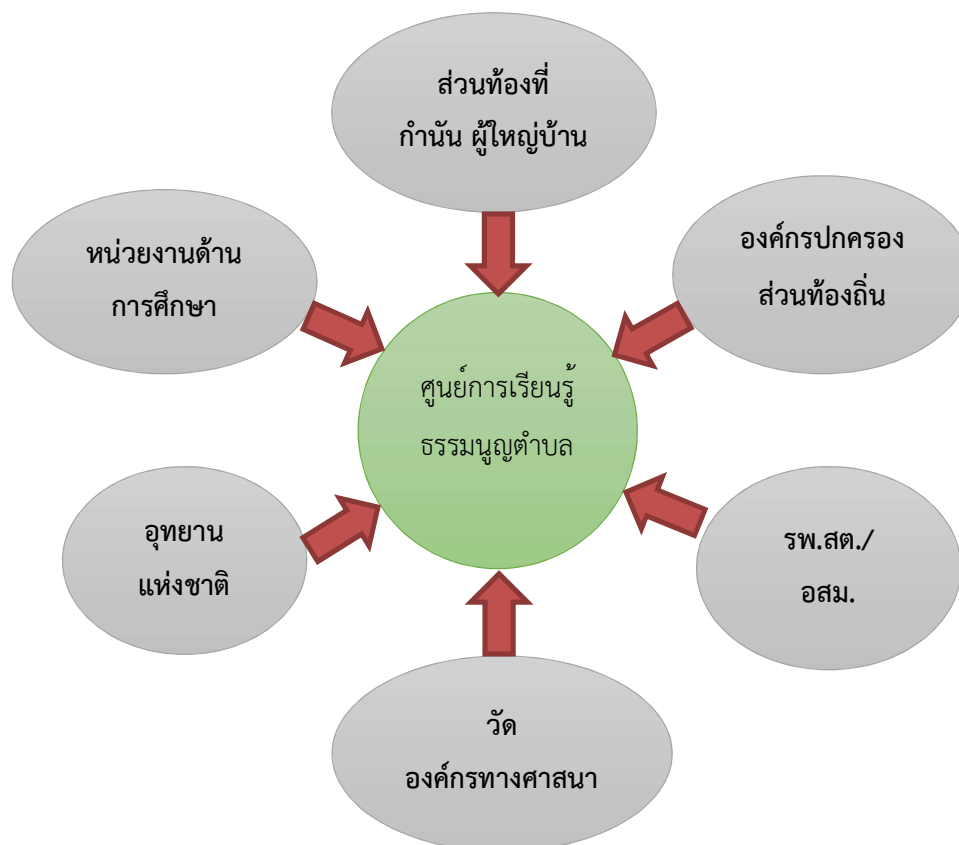 ส่วนท้องที่
กำนัน ผู้ใหญ่บ้าน
องค์กรปกครอง
ส่วนท้องถิ่น
หน่วยงานด้าน
การศึกษา
ศูนย์การเรียนรู้
ธรรมนูญตำบล
อุทยาน
แห่งชาติ
รพ.สต./
อสม.
วัด
องค์กรทางศาสนา